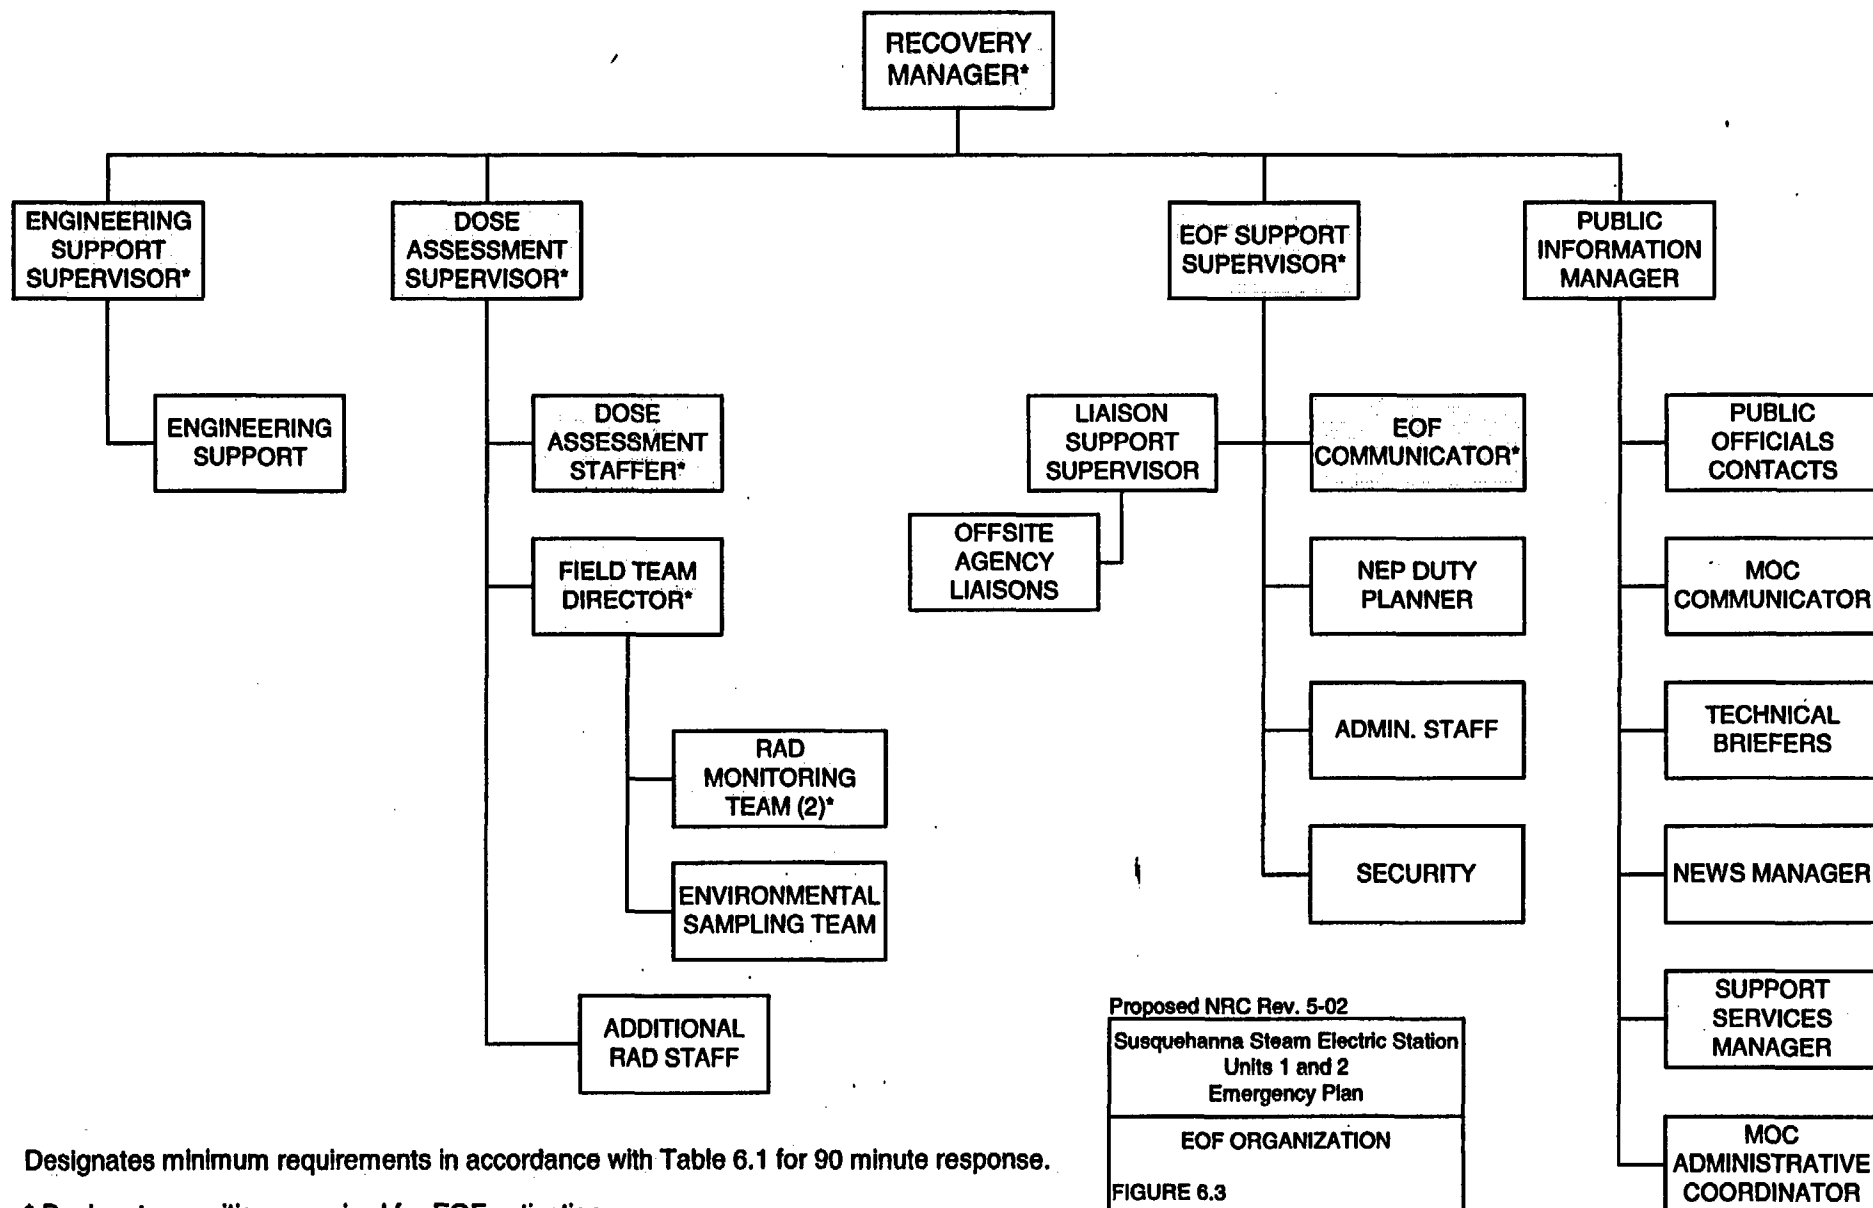 RECOVERY
MANAGER*
ENGINEERING
SUPPORT
SUPERVISOR*
DOSE
ASSESSMENT
SUPERVISOR*
EOF SUPPORT
SUPERVISOR*
PUBLIC
INFORMATION
MANAGER
ENGINEERING
SUPPORT
DOSE
ASSESSMENT
STAFFER*
FIELD TEAM
DIRECTOR*
RAD
MONITORING
TEAM (2)*
ENVIRONMENTAL
SAMPLING TEAM
ADDITIONAL
RAD STAFF
LIAISON
SUPPORT
SUPERVISOR
OFFSITE
AGENCY
LIAISONS
EOF
COMMUNICATOR*
NEP DUTY
PLANNER
ADMIN. STAFF
SECURITY
PUBLIC
OFFICIALS
CONTACTS
MOC
COMMUNICATOR
TECHNICAL
BRIEFERS
NEWS MANAGER
SUPPORT
SERVICES
MANAGER
MOC
ADMINISTRATIVE
COORDINATOR
Proposed NRC Rev. 5-02
Susquehanna Steam Electric Station
Units 1 and 2
Emergency Plan
EOF ORGANIZATION
FIGURE 6.3
Designates minimum requirements in accordance with Table 6.1 for 90 minute response.